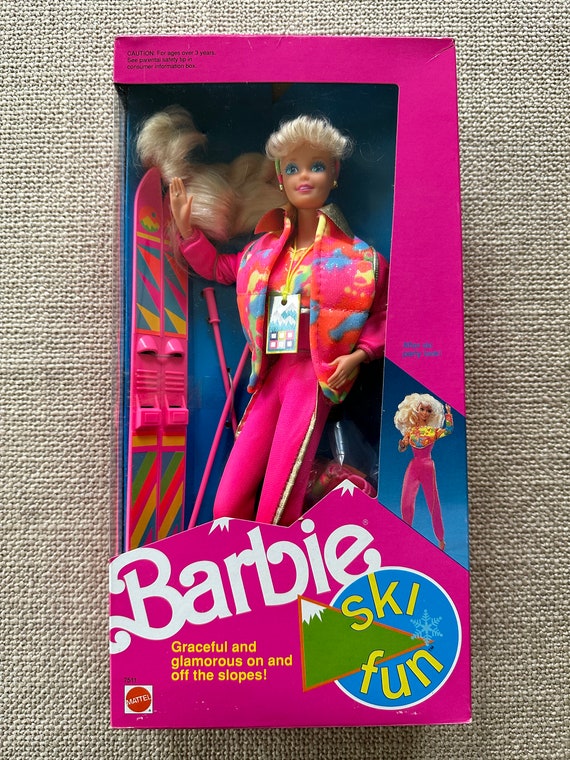 CAUTION: For ages over 3 years.
See parental safety tip in
consumer information box.
Barbie®
ski
fun
Graceful and
glamorous on and
off the slopes!
7511
MATTEL